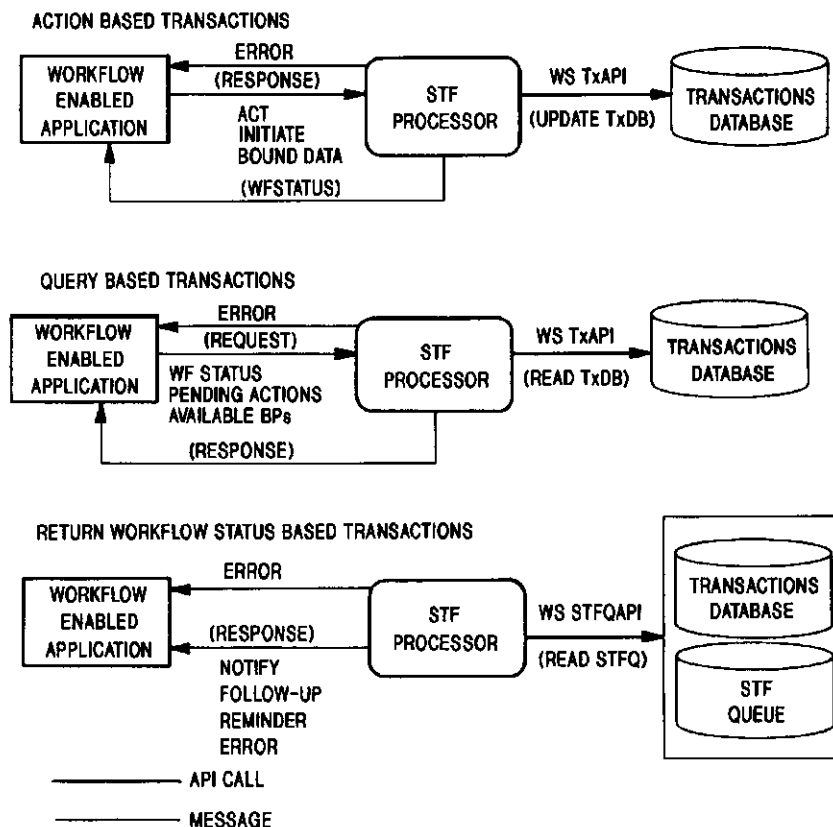 ACTION BASED TRANSACTIONS
ERROR
WORKFLOW
ENABLED
APPLICATION
(RESPONSE)
ACT
INITIATE
BOUND DATA
(WFSTATUS)
STF
PROCESSOR
WS TxAPI
(UPDATE TxDB)
TRANSACTIONS
DATABASE
QUERY BASED TRANSACTIONS
ERROR
WORKFLOW
ENABLED
APPLICATION
(REQUEST)
WF STATUS
PENDING ACTIONS
AVAILABLE BPs
(RESPONSE)
STF
PROCESSOR
WS TxAPI
(READ TxDB)
TRANSACTIONS
DATABASE
RETURN WORKFLOW STATUS BASED TRANSACTIONS
ERROR
WORKFLOW
ENABLED
APPLICATION
(RESPONSE)
NOTIFY
FOLLOW-UP
REMINDER
ERROR
STF
PROCESSOR
WS STFQAPI
(READ STFQ)
TRANSACTIONS
DATABASE
STF
QUEUE
API CALL
MESSAGE